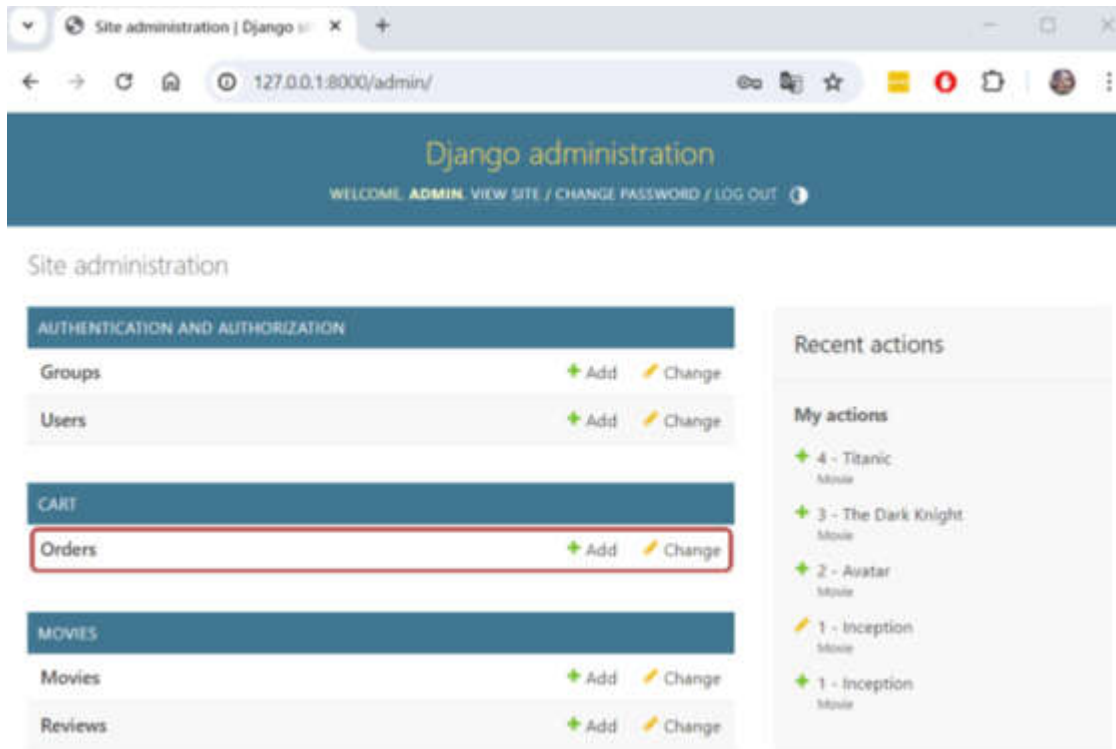 Site administration | Django si
127.0.0.1:8000/admin/
Django administration
WELCOME, ADMIN. VIEW SITE / CHANGE PASSWORD / LOG OUT
Site administration
AUTHENTICATION AND AUTHORIZATION
Groups + Add Change
Users + Add Change
CART
Orders + Add Change
MOVIES
Movies + Add Change
Reviews + Add Change
Recent actions
My actions
+ 4 - Titanic
Movie
+ 3 - The Dark Knight
Movie
+ 2 - Avatar
Movie
1 - Inception
Movie
+ 1 - Inception
Movie